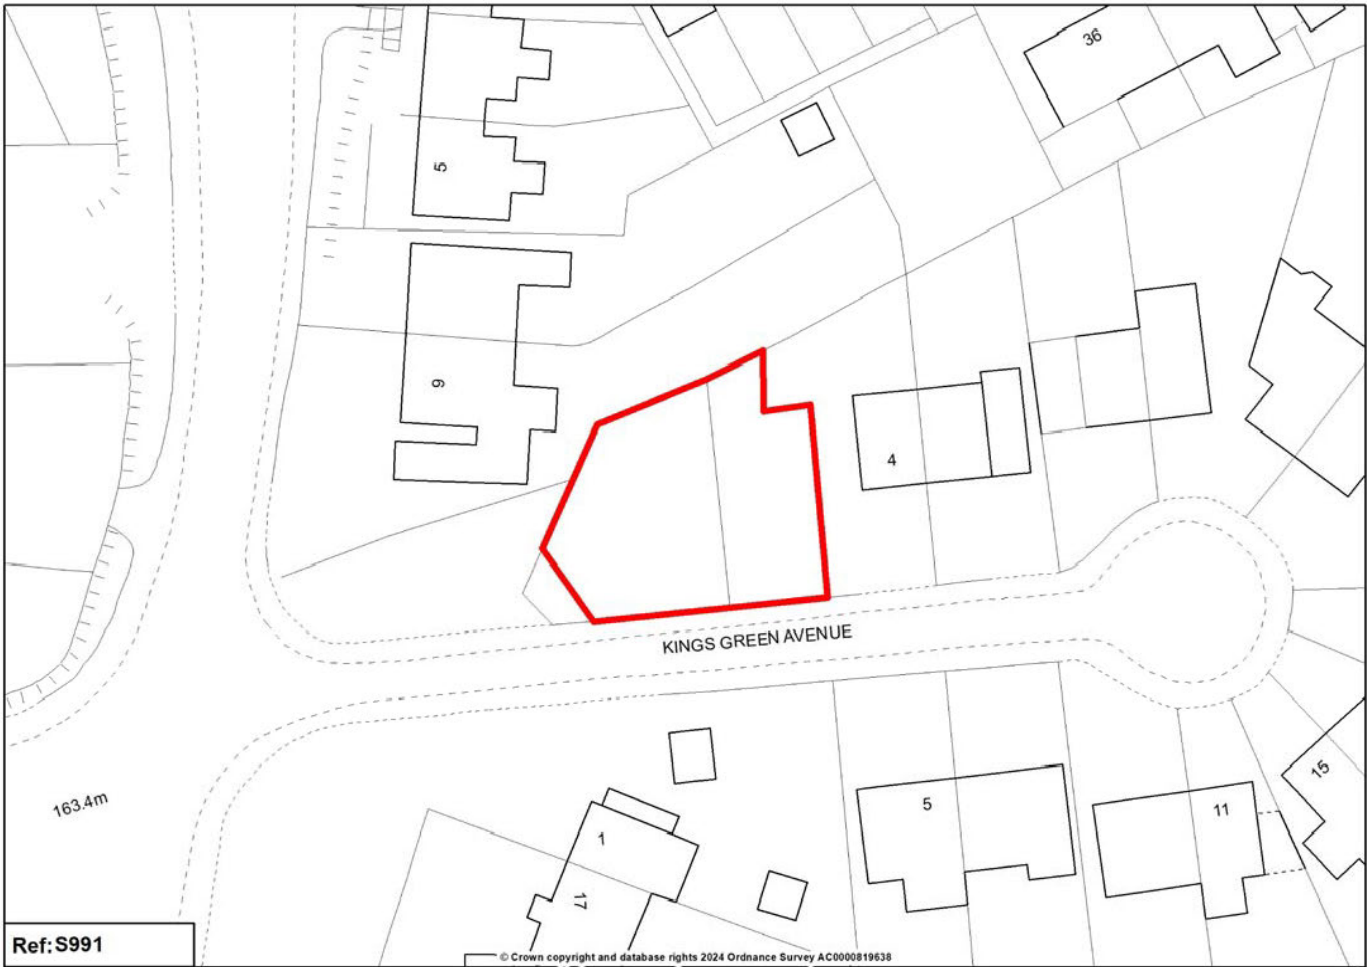 36
5
9
4
KINGS GREEN AVENUE
163.4m
5
1
11
15
17
Ref: S991
© Crown copyright and database rights 2024 Ordnance Survey AC0000819638